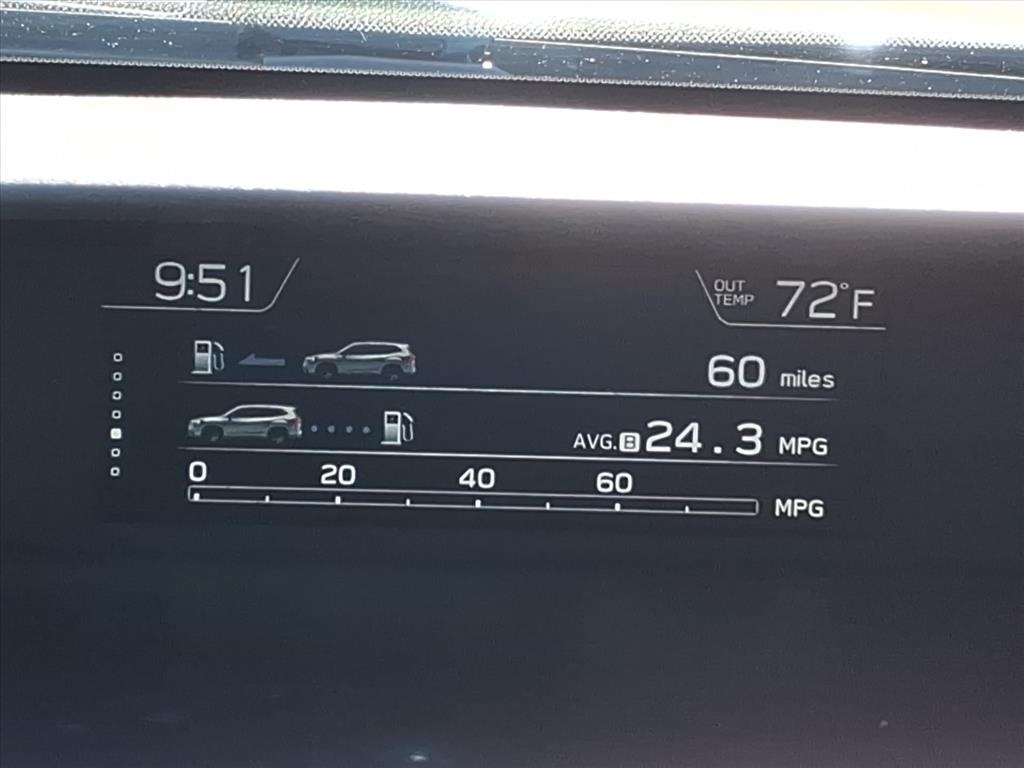 9:51
OUT TEMP 72°F
60 miles
AVG. B 24.3 MPG
0 20 40 60
MPG